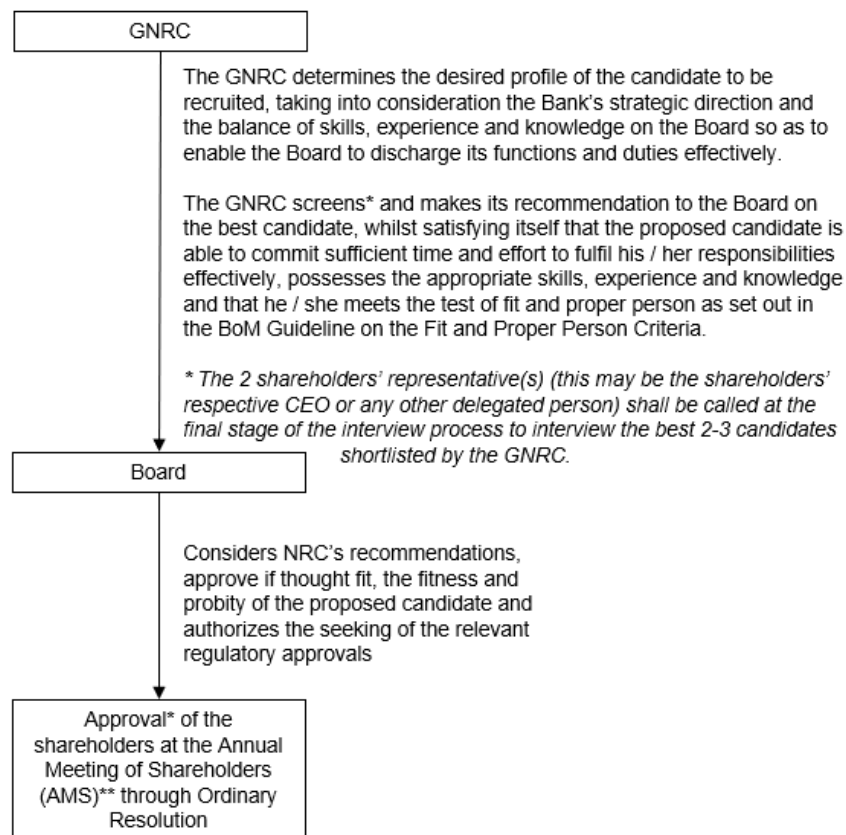 GNRC
The GNRC determines the desired profile of the candidate to be
recruited, taking into consideration the Bank's strategic direction and
the balance of skills, experience and knowledge on the Board so as to
enable the Board to discharge its functions and duties effectively.
The GNRC screens* and makes its recommendation to the Board on
the best candidate, whilst satisfying itself that the proposed candidate is
able to commit sufficient time and effort to fulfil his / her responsibilities
effectively, possesses the appropriate skills, experience and knowledge
and that he / she meets the test of fit and proper person as set out in
the BoM Guideline on the Fit and Proper Person Criteria.
* The 2 shareholders' representative(s) (this may be the shareholders'
respective CEO or any other delegated person) shall be called at the
final stage of the interview process to interview the best 2-3 candidates
shortlisted by the GNRC.
Board
Considers NRC's recommendations,
approve if thought fit, the fitness and
probity of the proposed candidate and
authorizes the seeking of the relevant
regulatory approvals
Approval* of the
shareholders at the Annual
Meeting of Shareholders
(AMS)** through Ordinary
Resolution